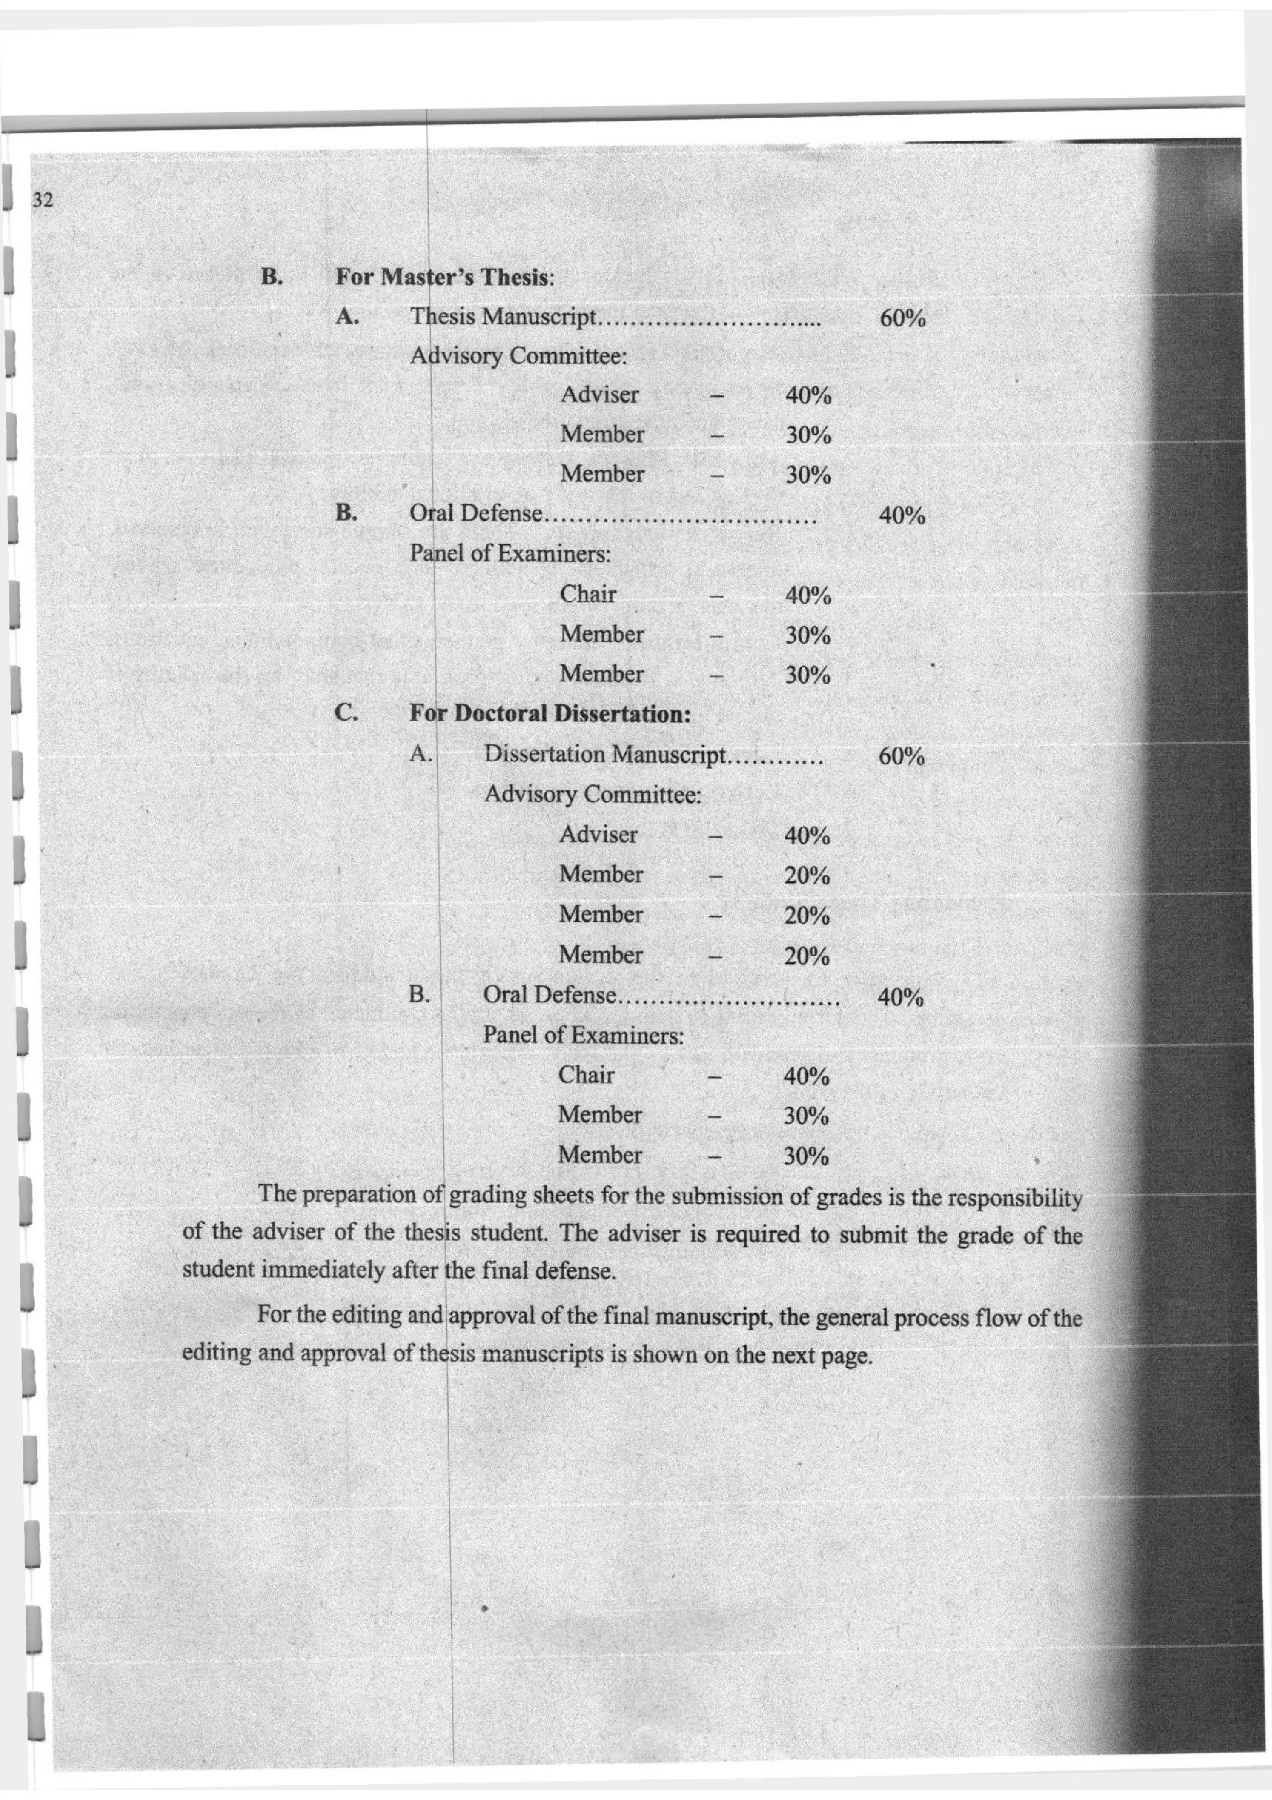 32
B. For Master's Thesis:
A. Thesis Manuscript........................... 60%
Advisory Committee:
Adviser – 40%
Member – 30%
Member – 30%
B. Oral Defense................................. 40%
Panel of Examiners:
Chair – 40%
Member – 30%
Member – 30%
C. For Doctoral Dissertation:
A. Dissertation Manuscript............ 60%
Advisory Committee:
Adviser – 40%
Member – 20%
Member – 20%
Member – 20%
B. Oral Defense........................... 40%
Panel of Examiners:
Chair – 40%
Member – 30%
Member – 30%
The preparation of grading sheets for the submission of grades is the responsibility
of the adviser of the thesis student. The adviser is required to submit the grade of the
student immediately after the final defense.
For the editing and approval of the final manuscript, the general process flow of the
editing and approval of thesis manuscripts is shown on the next page.